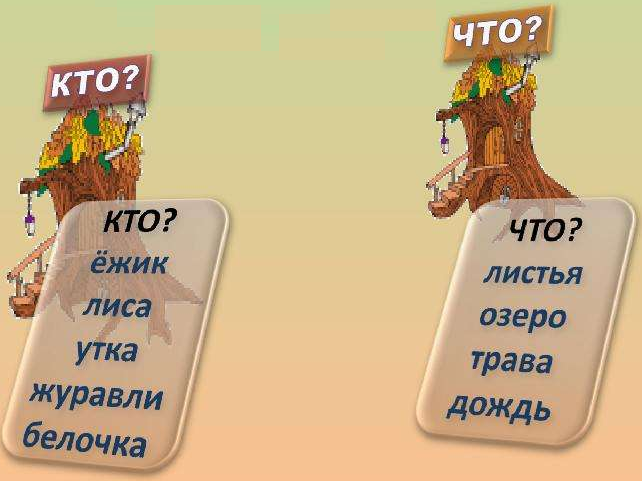 КТО?
КТО?
ёжик
лиса
утка
журавли
белочка
ЧТО?
ЧТО?
листья
озеро
трава
дождь